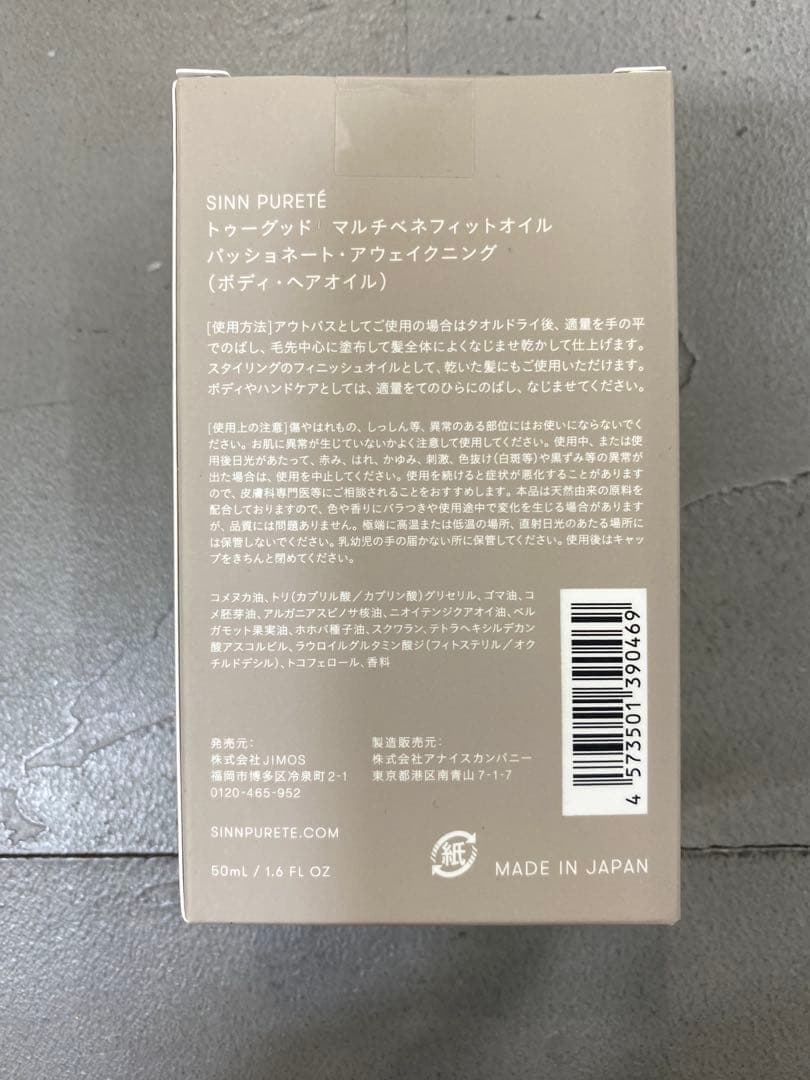 SINN PURETÉ
トゥーグッド マルチベネフィットオイル
パッショネート・アウェイクニング
（ボディ・ヘアオイル）
[使用方法]アウトバスとしてご使用の場合はタオルドライ後、適量を手の平
でのばし、毛先中心に塗布して髪全体によくなじませ乾かして仕上げます。
スタイリングのフィニッシュオイルとして、乾いた髪にもご使用いただけます。
ボディやハンドケアとしては、適量をてのひらにのばし、なじませてください。
[使用上の注意]傷やはれもの、しっしん等、異常のある部位にはお使いにならないでく
ださい。お肌に異常が生じていないかよく注意して使用してください。使用中、または使
用後日光があたって、赤み、はれ、かゆみ、刺激、色抜け(白斑等)や黒ずみ等の異常が
出た場合は、使用を中止してください。使用を続けると症状が悪化することがあります
ので、皮膚科専門医等にご相談されることをおすすめします。本品は天然由来の原料を
配合しておりますので、色や香りにバラつきや使用途中で変化を生じる場合があります
が、品質には問題ありません。極端に高温または低温の場所、直射日光のあたる場所に
は保管しないでください。乳幼児の手の届かない所に保管してください。使用後はキャッ
プをきちんと閉めてください。
コメヌカ油、トリ(カプリル酸／カプリン酸)グリセリル、ゴマ油、コ
メ胚芽油、アルガニアスピノサ核油、ニオイテンジクアオイ油、ベル
ガモット果実油、ホホバ種子油、スクワラン、テトラヘキシルデカン
酸アスコルビル、ラウロイルグルタミン酸ジ(フィトステリル／オク
チルドデシル)、トコフェロール、香料
4 573501 390469
発売元：
株式会社JIMOS
福岡市博多区冷泉町2-1
0120-465-952
製造販売元：
株式会社アナイスカンパニー
東京都港区南青山7-1-7
SINNPURETE.COM
50mL / 1.6 FL OZ
紙
MADE IN JAPAN